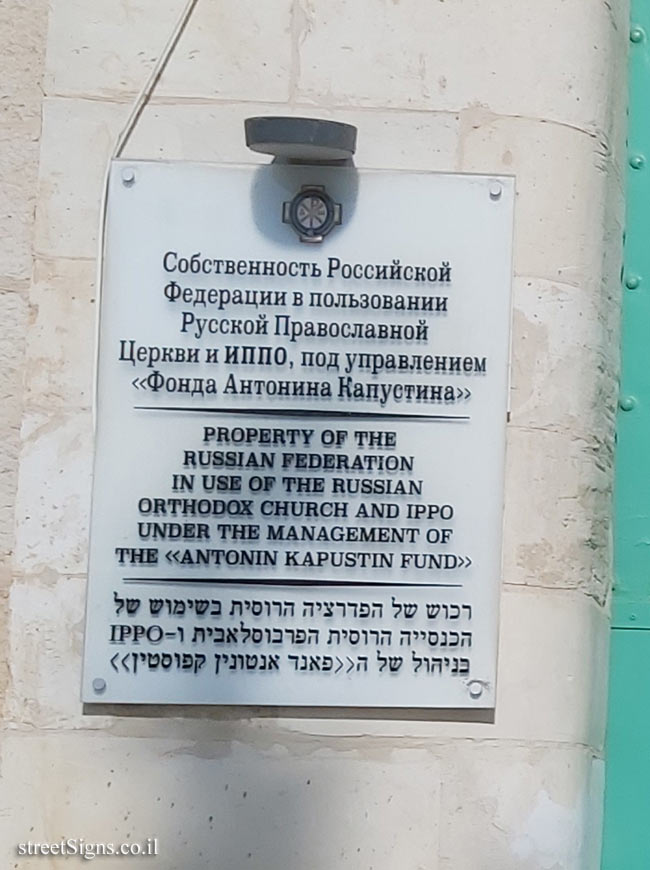 Собственность Российской
Федерации в пользовании
Русской Православной
Церкви и ИППО, под управлением
«Фонда Антонина Капустина»
PROPERTY OF THE
RUSSIAN FEDERATION
IN USE OF THE RUSSIAN
ORTHODOX CHURCH AND IPPO
UNDER THE MANAGEMENT OF
THE «ANTONIN KAPUSTIN FUND»
רכוש של הפדרציה הרוסית בשימוש של
הכנסייה הרוסית הפרבוסלאבית ו-IPPO
בניהול של ה<<פאנד אנטונין קפוסטין>>
streetSigns.co.il